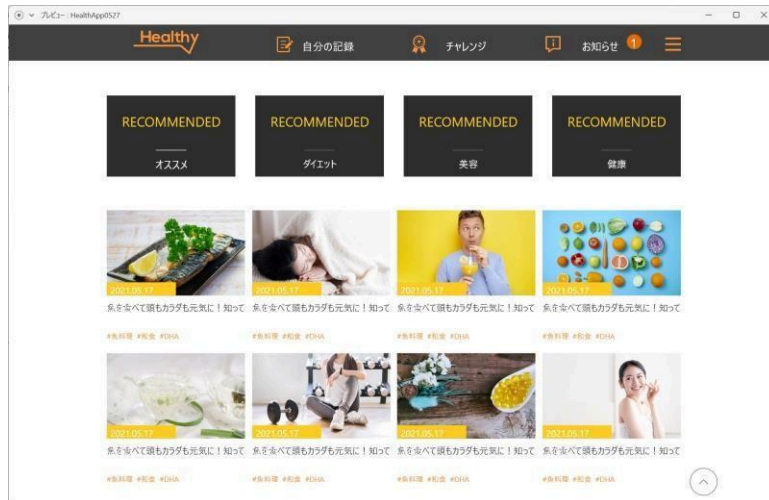 プレビュー: HealthApp0527
Healthy 自分の記録 チャレンジ お知らせ 1
RECOMMENDED RECOMMENDED RECOMMENDED RECOMMENDED
オススメ ダイエット 美容 健康
2021.05.17 2021.05.17 2021.05.17 2021.05.17
魚を食べて頭もカラダも元気に！知って 魚を食べて頭もカラダも元気に！知って 魚を食べて頭もカラダも元気に！知って 魚を食べて頭もカラダも元気に！知って
#魚料理 #和食 #DHA #魚料理 #和食 #DHA #魚料理 #和食 #DHA #魚料理 #和食 #DHA
2021.05.17 2021.05.17 2021.05.17 2021.05.17
魚を食べて頭もカラダも元気に！知って 魚を食べて頭もカラダも元気に！知って 魚を食べて頭もカラダも元気に！知って 魚を食べて頭もカラダも元気に！知って
#魚料理 #和食 #DHA #魚料理 #和食 #DHA #魚料理 #和食 #DHA #魚料理 #和食 #DHA